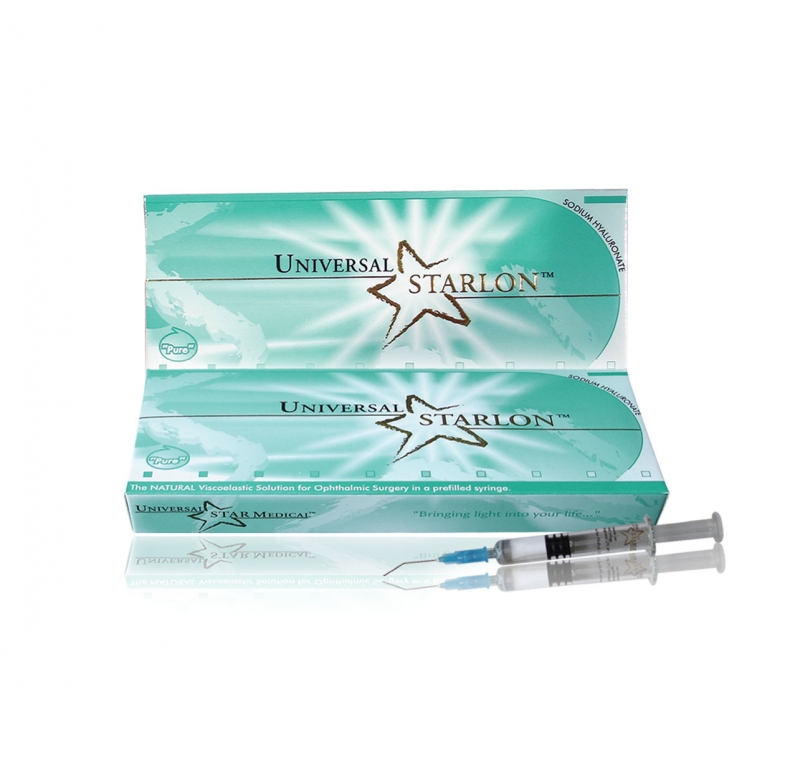 SODIUM HYALURONATE
UNIVERSAL STARLON™
"Pure"
SODIUM HYALURONATE
UNIVERSAL STARLON™
"Pure"
The NATURAL Viscoelastic Solution for Ophthalmic Surgery in a prefilled syringe.
UNIVERSAL STAR MEDICAL™
"Bringing light into your life..."